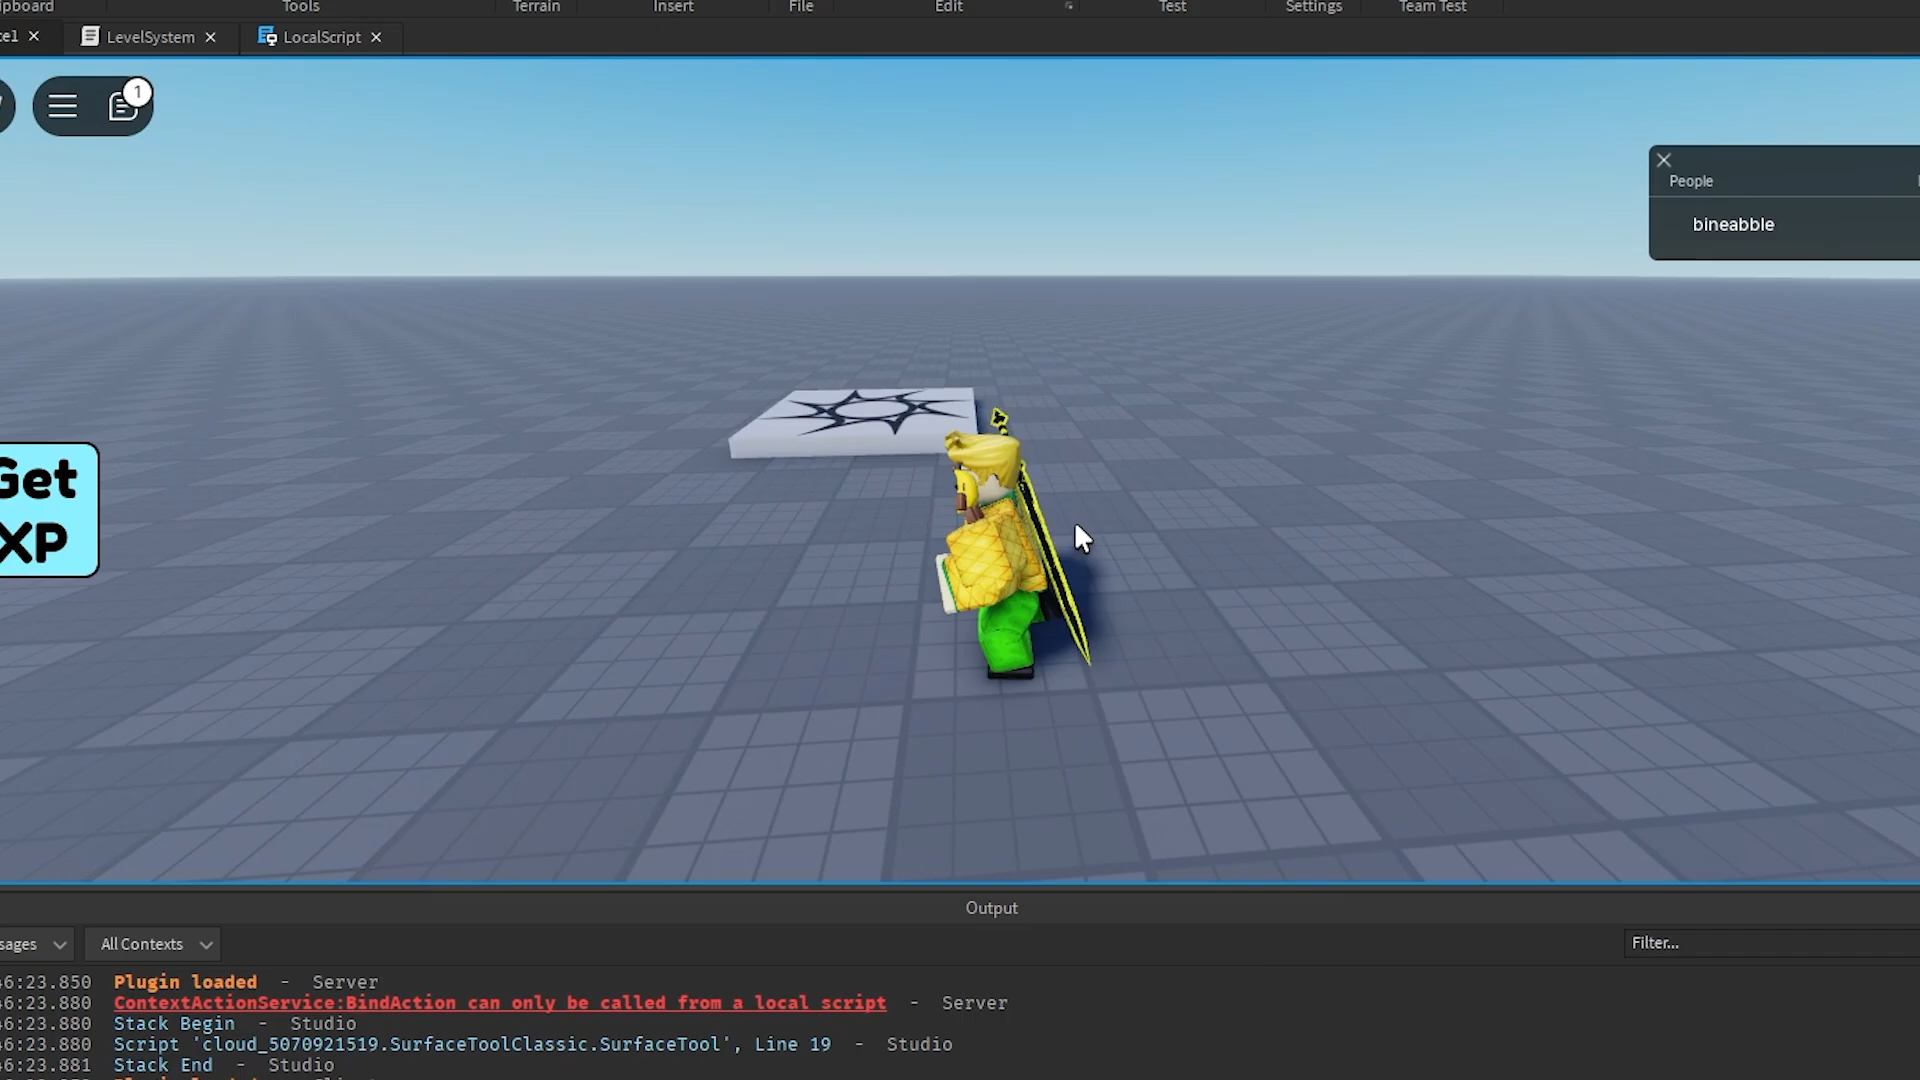 Tools Terrain Insert File Edit Test Settings Team Test
LevelSystem LocalScript
1
People
bineabble
Get
XP
Output
All Contexts Filter...
6:23.850 Plugin loaded - Server
6:23.880 ContextActionService:BindAction can only be called from a local script - Server
6:23.880 Stack Begin - Studio
6:23.880 Script 'cloud_5070921519.SurfaceToolClassic.SurfaceTool', Line 19 - Studio
6:23.881 Stack End - Studio